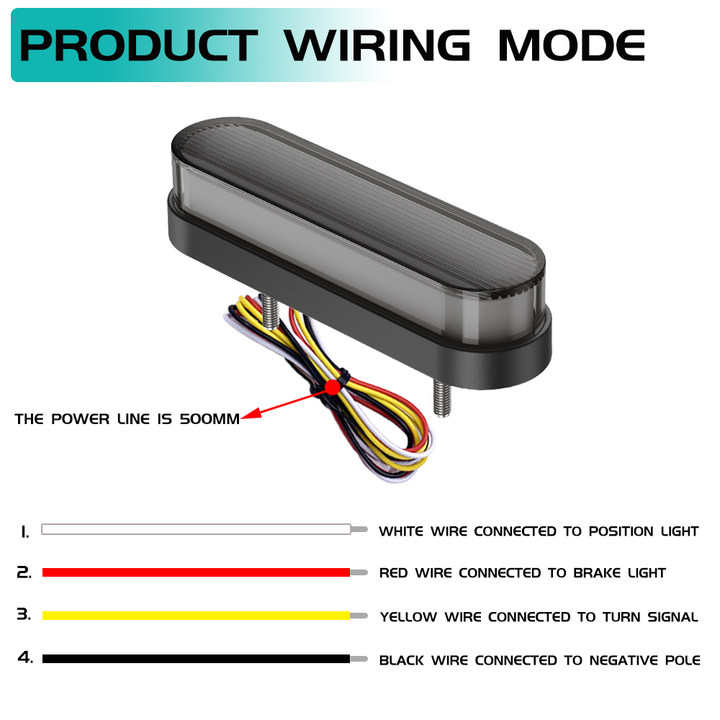 PRODUCT WIRING MODE
THE POWER LINE IS 500MM
1. WHITE WIRE CONNECTED TO POSITION LIGHT
2. RED WIRE CONNECTED TO BRAKE LIGHT
3. YELLOW WIRE CONNECTED TO TURN SIGNAL
4. BLACK WIRE CONNECTED TO NEGATIVE POLE